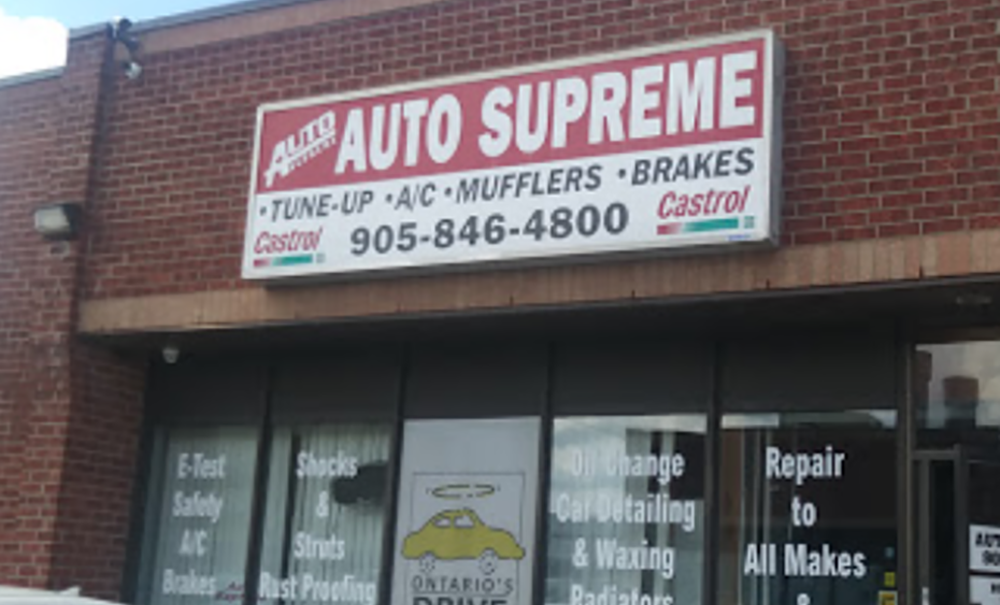 AUTO
AUTO SUPREME
•TUNE-UP •A/C •MUFFLERS •BRAKES
Castrol 905-846-4800 Castrol
E-Test
Safety
A/C
Brakes
Shocks
&
Struts
Rust Proofing
ONTARIO'S
DRIVE
Oil Change
Car Detailing
& Waxing
Radiators
Repair
to
All Makes
&